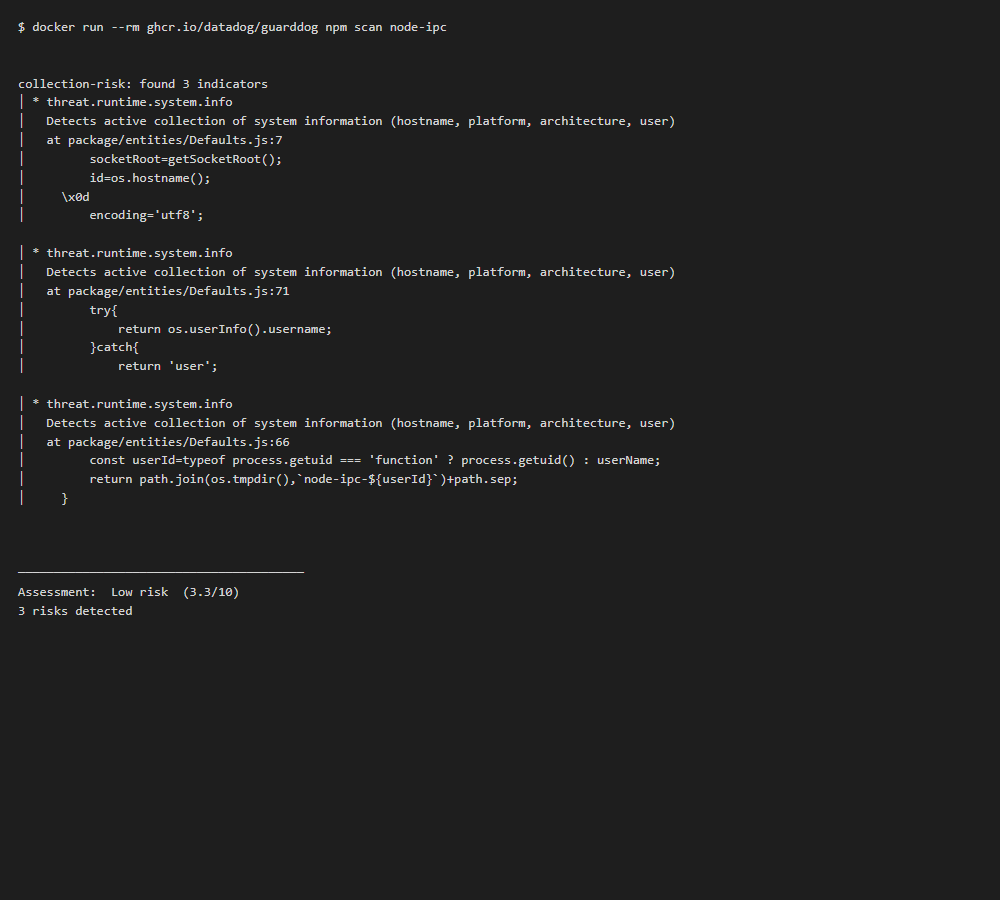 $ docker run --rm ghcr.io/datadog/guarddog npm scan node-ipc
collection-risk: found 3 indicators
| * threat.runtime.system.info
|   Detects active collection of system information (hostname, platform, architecture, user)
|   at package/entities/Defaults.js:7
|         socketRoot=getSocketRoot();
|         id=os.hostname();
|     \x0d
|         encoding='utf8';
| * threat.runtime.system.info
|   Detects active collection of system information (hostname, platform, architecture, user)
|   at package/entities/Defaults.js:71
|         try{
|             return os.userInfo().username;
|         }catch{
|             return 'user';
| * threat.runtime.system.info
|   Detects active collection of system information (hostname, platform, architecture, user)
|   at package/entities/Defaults.js:66
|         const userId=typeof process.getuid === 'function' ? process.getuid() : userName;
|         return path.join(os.tmpdir(),`node-ipc-${userId}`)+path.sep;
|     }
________________________________________
Assessment:  Low risk  (3.3/10)
3 risks detected